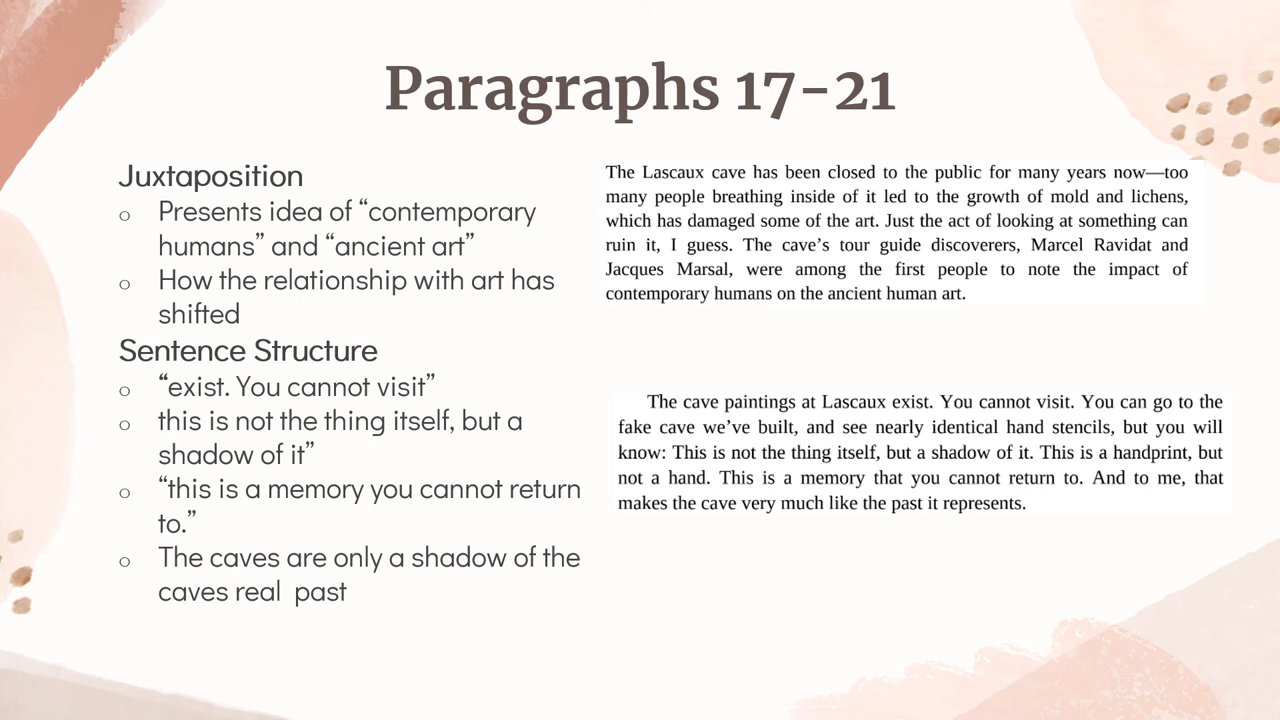 Paragraphs 17-21
Juxtaposition
o Presents idea of “contemporary
humans” and “ancient art”
o How the relationship with art has
shifted
Sentence Structure
o “exist. You cannot visit”
o this is not the thing itself, but a
shadow of it”
o “this is a memory you cannot return
to.”
o The caves are only a shadow of the
caves real  past
The Lascaux cave has been closed to the public for many years now—too
many people breathing inside of it led to the growth of mold and lichens,
which has damaged some of the art. Just the act of looking at something can
ruin it, I guess. The cave’s tour guide discoverers, Marcel Ravidat and
Jacques Marsal, were among the first people to note the impact of
contemporary humans on the ancient human art.
The cave paintings at Lascaux exist. You cannot visit. You can go to the
fake cave we’ve built, and see nearly identical hand stencils, but you will
know: This is not the thing itself, but a shadow of it. This is a handprint, but
not a hand. This is a memory that you cannot return to. And to me, that
makes the cave very much like the past it represents.